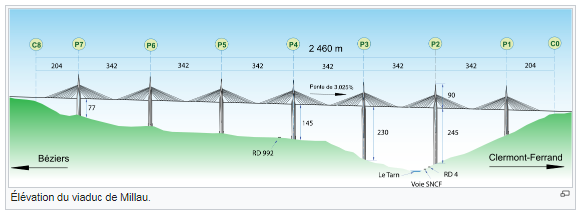 C8 P7 P6 P5 P4 P3 P2 P1 C0
2 460 m
204 342 342 342 342 342 342 204
Pente de 3.025%
90
77
145
230
245
RD 992
Béziers
Clermont-Ferrand
Le Tarn
RD 4
Voie SNCF
Élévation du viaduc de Millau.